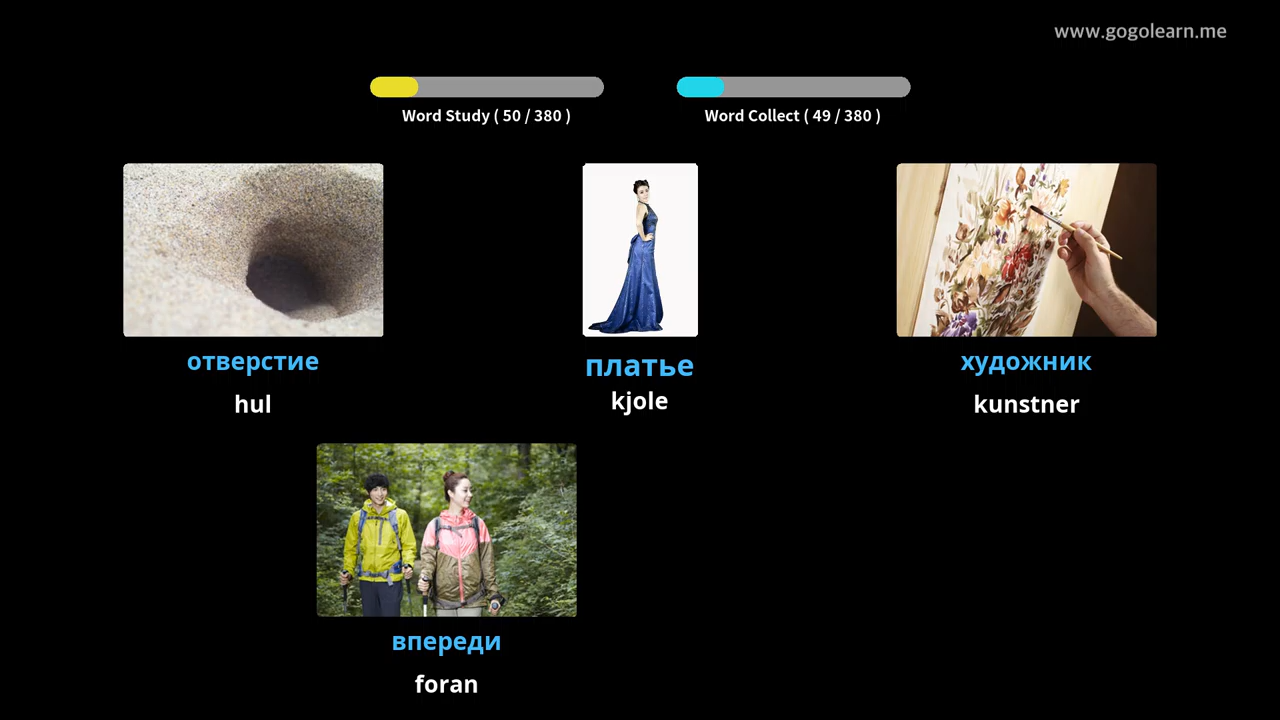 www.gogolearn.me
Word Study ( 50 / 380 )
Word Collect ( 49 / 380 )
отверстие
hul
платье
kjole
художник
kunstner
впереди
foran